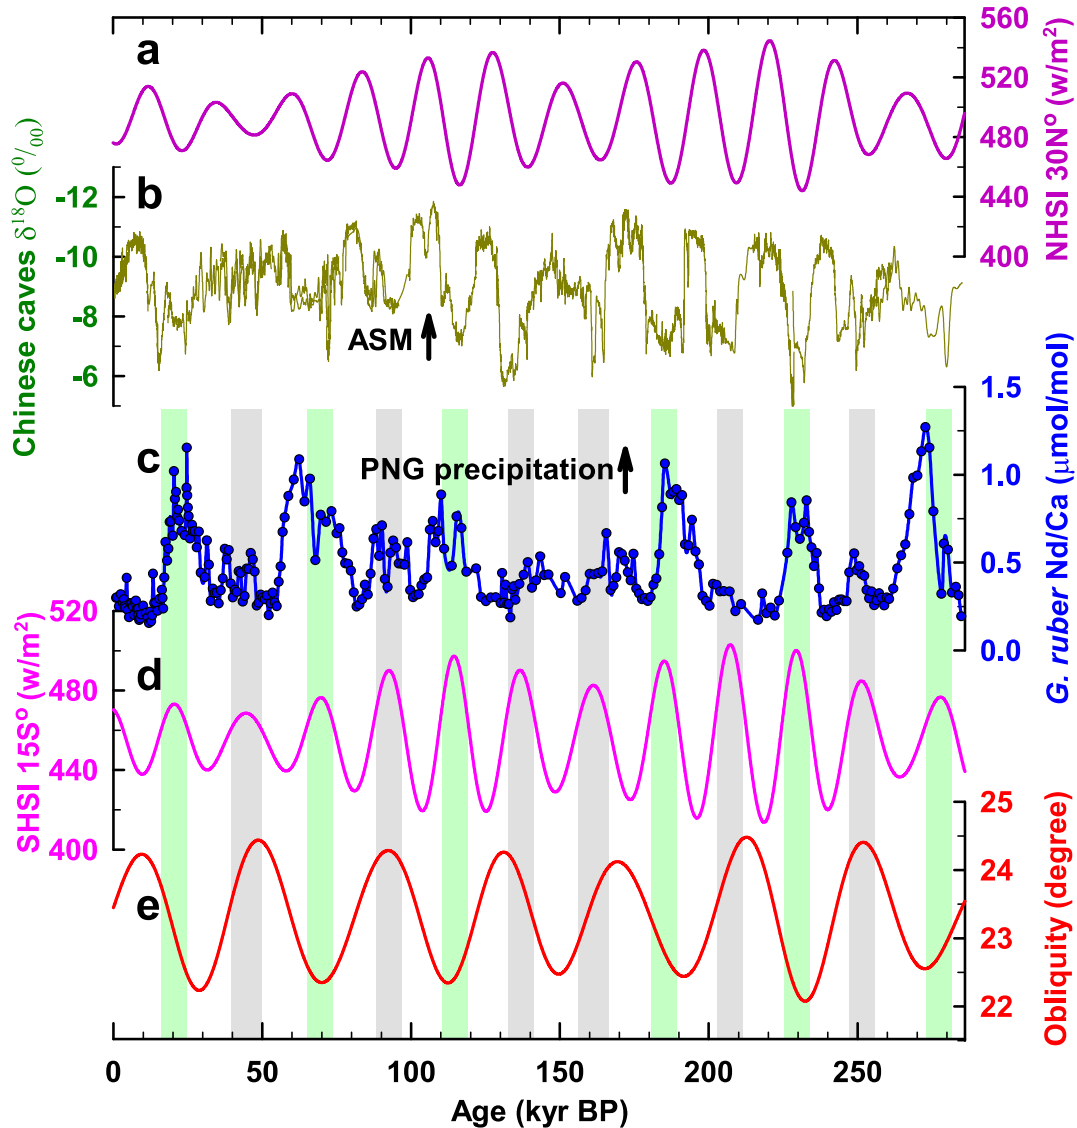 a
560
520
480
440
400
NHSI 30Nº (w/m²)
b
-12
-10
-8
-6
Chinese caves δ¹⁸O (⁰/₀₀)
ASM
c
PNG precipitation
1.5
1.0
0.5
0.0
G. ruber Nd/Ca (μmol/mol)
d
520
480
440
400
SHSI 15Sº (w/m²)
e
25
24
23
22
Obliquity (degree)
0 50 100 150 200 250
Age (kyr BP)